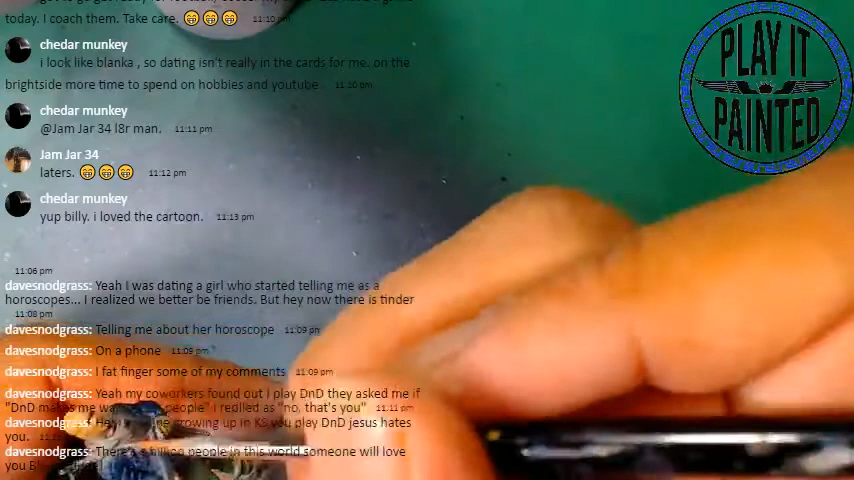 today. I coach them. Take care. 😁😁😁 11:10 pm
chedar munkey
i look like blanka , so dating isn't really in the cards for me. on the
brightside more time to spend on hobbies and youtube 11:10 pm
chedar munkey
@Jam Jar 34 l8r man. 11:11 pm
Jam Jar 34
laters. 😁😁😁 11:12 pm
chedar munkey
yup billy. i loved the cartoon. 11:13 pm
11:06 pm
davesnodgrass: Yeah I was dating a girl who started telling me as a
horoscopes... I realized we better be friends. But hey now there is tinder
11:08 pm
davesnodgrass: Telling me about her horoscope 11:09 pm
davesnodgrass: On a phone 11:09 pm
davesnodgrass: I fat finger some of my comments 11:09 pm
davesnodgrass: Yeah my coworkers found out I play DnD they asked me if
"DnD makes me people" I replied as "no, that's you" 11:11 pm
davesnodgrass: growing up in KS you play DnD jesus hates
you.
davesnodgrass: There's a billion people in this world someone will love
you
PLAY IT
PAINTED